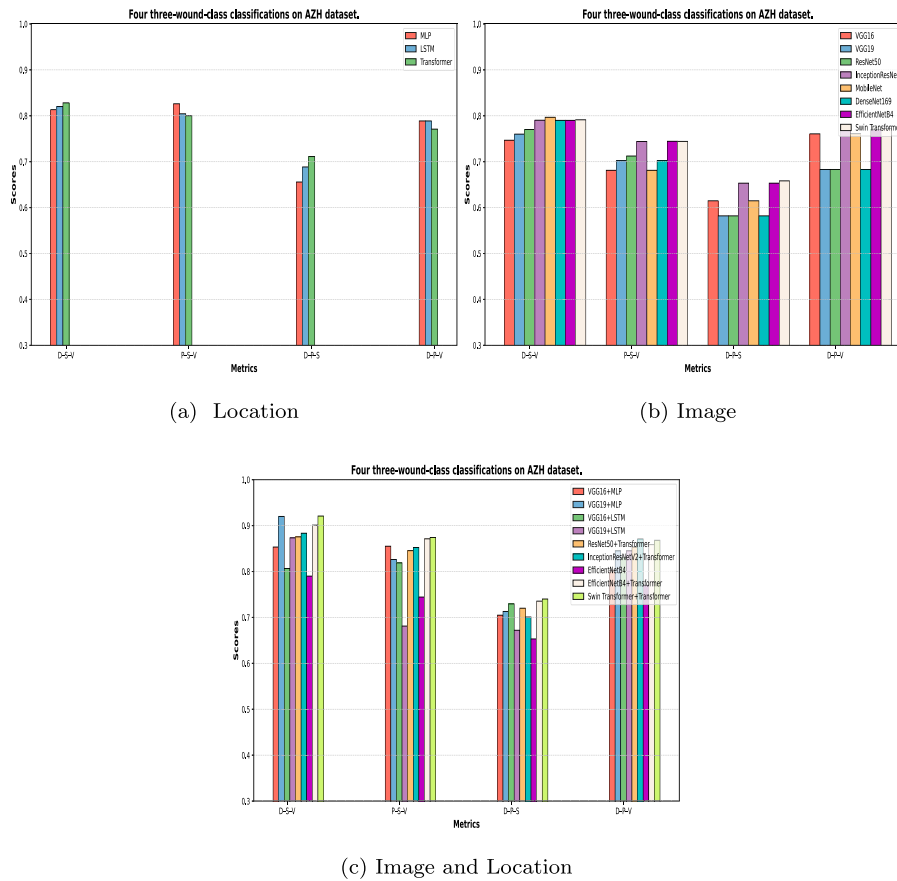 Four three-wound-class classifications on AZH dataset.
1.0
0.9
0.8
0.7
0.6
0.5
0.4
0.3
Scores
MLP
LSTM
Transformer
D-S-V
P-S-V
D-P-S
D-P-V
Metrics
(a) Location
Four three-wound-class classifications on AZH dataset.
1.0
0.9
0.8
0.7
0.6
0.5
0.4
0.3
Scores
VGG16
VGG19
ResNet50
InceptionResNe
MobileNet
DenseNet169
EfficientNetB4
Swin Transformer
D-S-V
P-S-V
D-P-S
D-P-V
Metrics
(b) Image
Four three-wound-class classifications on AZH dataset.
1.0
0.9
0.8
0.7
0.6
0.5
0.4
0.3
Scores
VGG16+MLP
VGG19+MLP
VGG16+LSTM
VGG19+LSTM
ResNet50+Transformer
InceptionResNetV2+Transformer
EfficientNetB4
EfficientNetB4+Transformer
Swin Transformer+Transformer
D-S-V
P-S-V
D-P-S
D-P-V
Metrics
(c) Image and Location